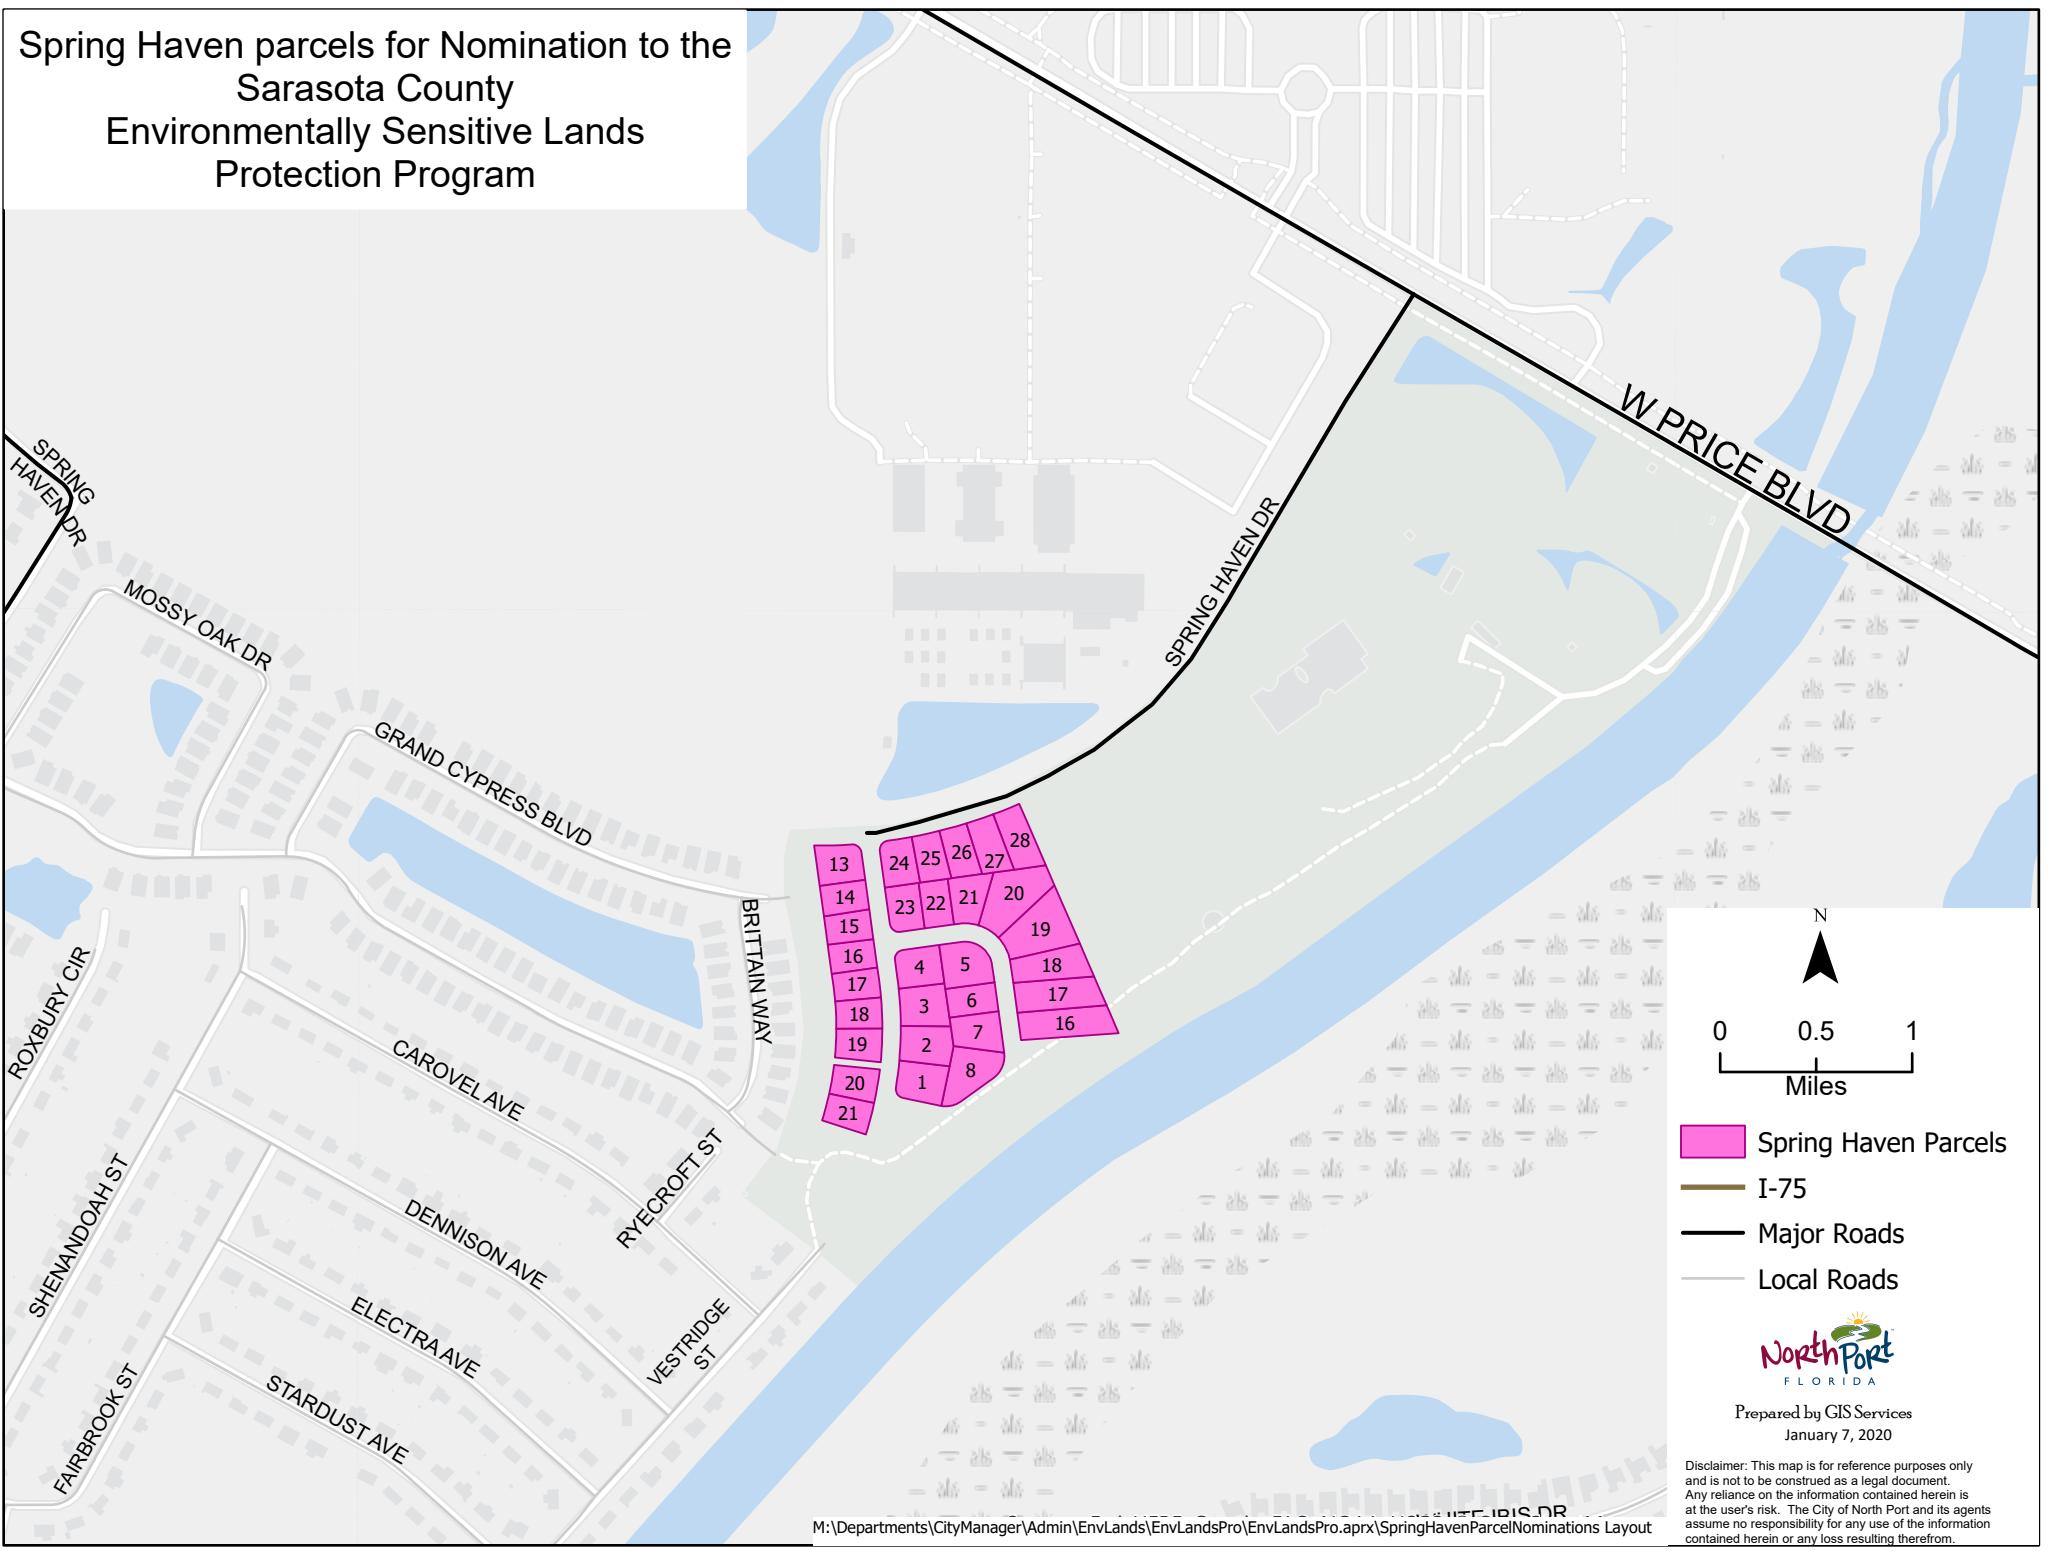 Spring Haven parcels for Nomination to the
Sarasota County
Environmentally Sensitive Lands
Protection Program
W PRICE BLVD
SPRING
HAVEN DR
SPRING HAVEN DR
MOSSY OAK DR
GRAND CYPRESS BLVD
BRITTAIN WAY
ROXBURY CIR
CAROVEL AVE
RYECROFT ST
SHENANDOAH ST
DENNISON AVE
ELECTRA AVE
VESTRIDGE
ST
STARDUST AVE
FAIRBROOK ST
13
14
15
16
17
18
19
20
21
24
25
26
27
28
23
22
21
20
19
18
17
16
4
5
3
6
2
7
1
8
N
0 0.5 1
Miles
Spring Haven Parcels
I-75
Major Roads
Local Roads
North Port
FLORIDA
Prepared by GIS Services
January 7, 2020
Disclaimer: This map is for reference purposes only
and is not to be construed as a legal document.
Any reliance on the information contained herein is
at the user's risk. The City of North Port and its agents
assume no responsibility for any use of the information
contained herein or any loss resulting therefrom.
IBIS DR
M:\Departments\CityManager\Admin\EnvLands\EnvLandsPro\EnvLandsPro.aprx\SpringHavenParcelNominations Layout